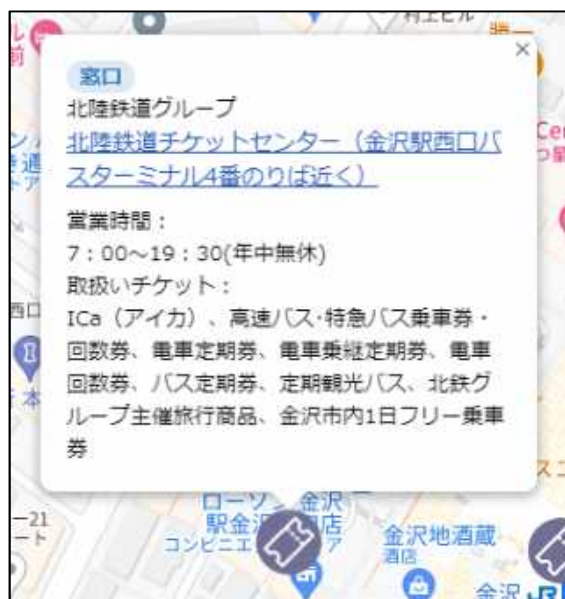 村上ビル
窓口
北陸鉄道グループ
北陸鉄道チケットセンター（金沢駅西口バ
スターミナル4番のりば近く）
営業時間：
7：00～19：30(年中無休)
取扱いチケット：
ICa（アイカ）、高速バス・特急バス乗車券・
回数券、電車定期券、電車乗継定期券、電車
回数券、バス定期券、定期観光バス、北鉄グ
ループ主催旅行商品、金沢市内1日フリー乗車
券
ローソン 金沢
駅金沢
店
コンビニエ
ア
金沢地酒蔵
酒店
金沢